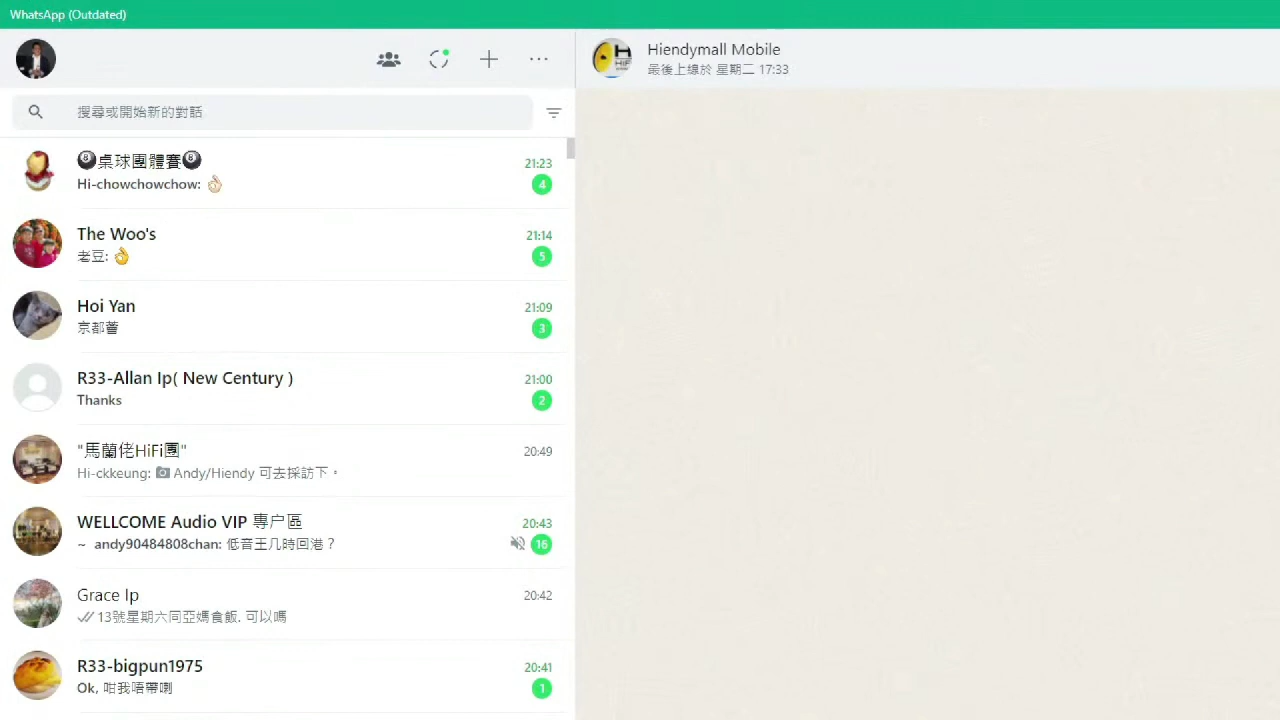 WhatsApp (Outdated)
Hiendymall Mobile
最後上線於 星期二 17:33
搜尋或開始新的對話
🎱桌球團體賽🎱
21:23
Hi-chowchowchow: 👌🏻
4
The Woo's
21:14
老豆: 👌
5
Hoi Yan
21:09
京都薈
3
R33-Allan Ip( New Century )
21:00
Thanks
2
"馬蘭佬HiFi團"
20:49
Hi-ckkeung: 📷 Andy/Hiendy 可去採訪下。
WELLCOME Audio VIP 專户區
20:43
~ andy90484808chan: 低音王几時回港？
16
Grace Ip
20:42
13號星期六同亞媽食飯, 可以嗎
R33-bigpun1975
20:41
Ok, 咁我唔帶喇
1